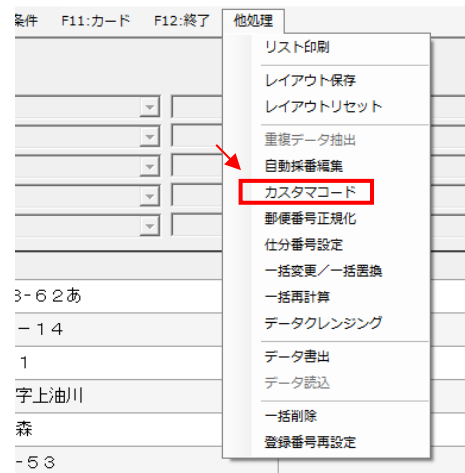 条件 F11:カード F12:終了 他処理
リスト印刷
レイアウト保存
レイアウトリセット
重複データ抽出
自動採番編集
カスタマコード
郵便番号正規化
仕分番号設定
一括変更／一括置換
一括再計算
データクレンジング
データ書出
データ読込
一括削除
登録番号再設定
3-62あ
-14
1
字上油川
森
-53